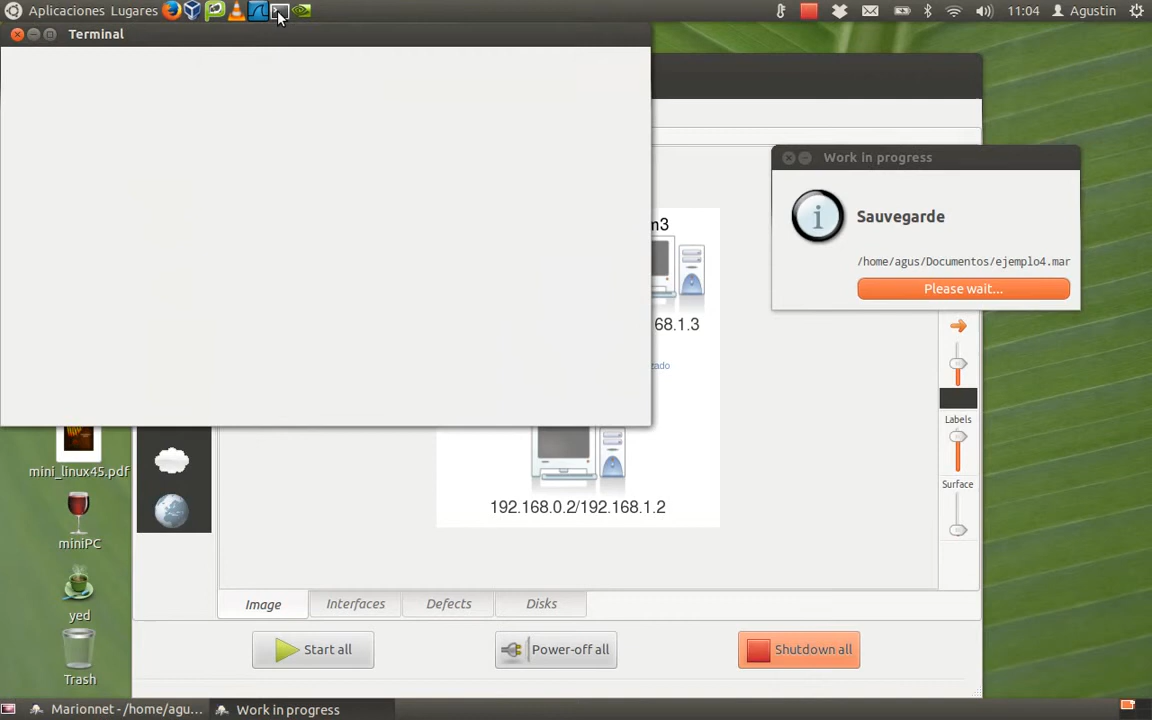 Aplicaciones Lugares
11:04 Agustin
Terminal
Work in progress
Sauvegarde
/home/agus/Documentos/ejemplo4.mar
Please wait...
m3
68.1.3
zado
192.168.0.2/192.168.1.2
Labels
Surface
mini_linux45.pdf
miniPC
yed
Trash
Image Interfaces Defects Disks
Start all Power-off all Shutdown all
Marionnet - /home/agu... Work in progress